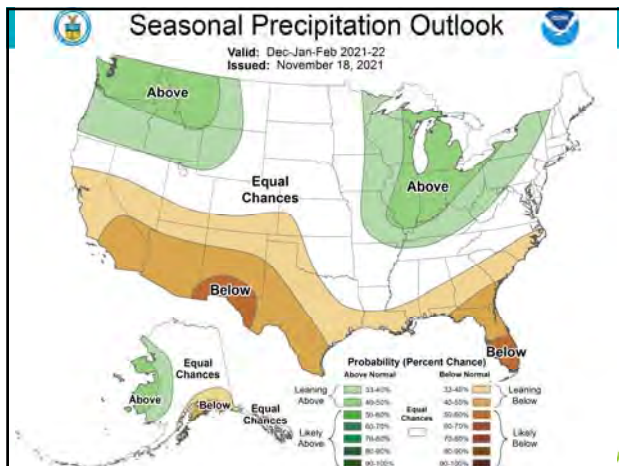 Seasonal Precipitation Outlook
Valid: Dec-Jan-Feb 2021-22
Issued: November 18, 2021
Above
Equal
Chances
Above
Below
Below
Equal
Chances
Above
Below
Equal
Chances
Probability (Percent Chance)
Above Normal
Below Normal
Leaning
Above
33-40%
40-50%
Likely
Above
50-60%
60-70%
70-80%
80-90%
90-100%
Equal
Chances
33-40%
40-50%
Leaning
Below
50-60%
60-70%
70-80%
80-90%
90-100%
Likely
Below